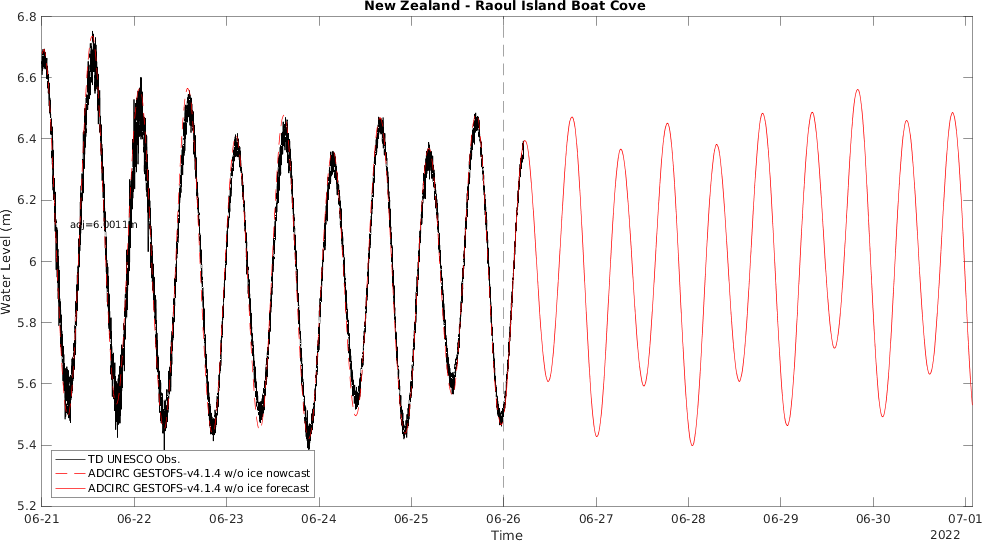 New Zealand - Raoul Island Boat Cove
6.8
6.6
6.4
6.2
6
5.8
5.6
5.4
5.2
Water Level (m)
adj=6.0011m
TD UNESCO Obs.
ADCIRC GESTOFS-v4.1.4 w/o ice nowcast
ADCIRC GESTOFS-v4.1.4 w/o ice forecast
06-21 06-22 06-23 06-24 06-25 06-26 06-27 06-28 06-29 06-30 07-01
Time
2022